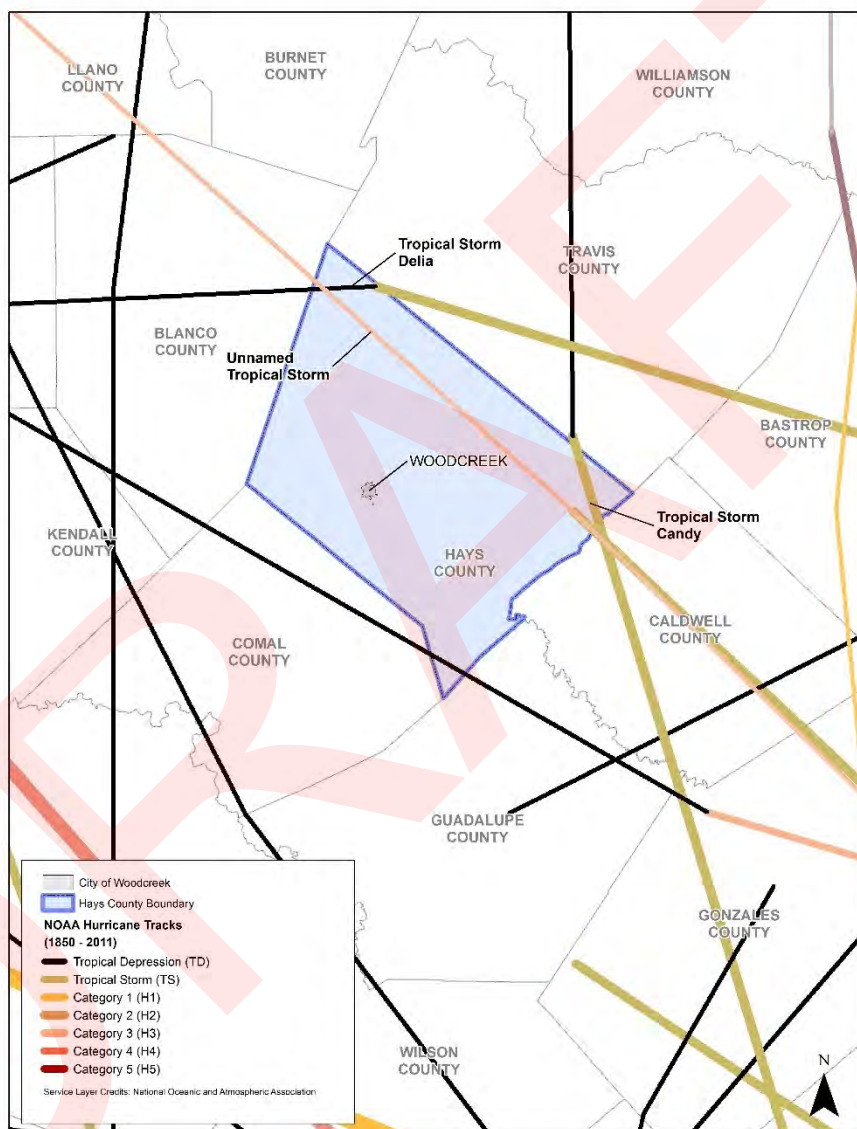 BURNET
COUNTY
LLANO
COUNTY
WILLIAMSON
COUNTY
Tropical Storm
Delia
TRAVIS
COUNTY
BLANCO
COUNTY
Unnamed
Tropical Storm
BASTROP
COUNTY
WOODCREEK
Tropical Storm
Candy
KENDALL
COUNTY
HAYS
COUNTY
CALDWELL
COUNTY
COMAL
COUNTY
GUADALUPE
COUNTY
GONZALES
COUNTY
WILSON
COUNTY
City of Woodcreek
Hays County Boundary
NOAA Hurricane Tracks
(1850 - 2011)
Tropical Depression (TD)
Tropical Storm (TS)
Category 1 (H1)
Category 2 (H2)
Category 3 (H3)
Category 4 (H4)
Category 5 (H5)
Service Layer Credits: National Oceanic and Atmospheric Association
N
DRAFT